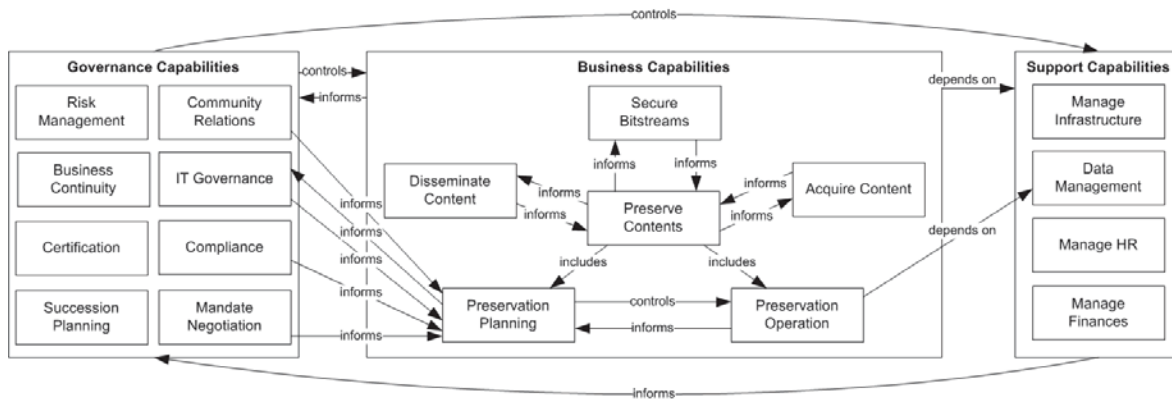 controls
Governance Capabilities
Risk
Management
Community
Relations
Business
Continuity
IT Governance
Certification
Compliance
Succession
Planning
Mandate
Negotiation
controls
informs
informs
informs
informs
informs
informs
Business Capabilities
Secure
Bitstreams
informs
informs
Disseminate
Content
informs
informs
Preserve
Contents
informs
informs
Acquire Content
includes
includes
Preservation
Planning
controls
informs
Preservation
Operation
depends on
depends on
Support Capabilities
Manage
Infrastructure
Data
Management
Manage HR
Manage
Finances
informs